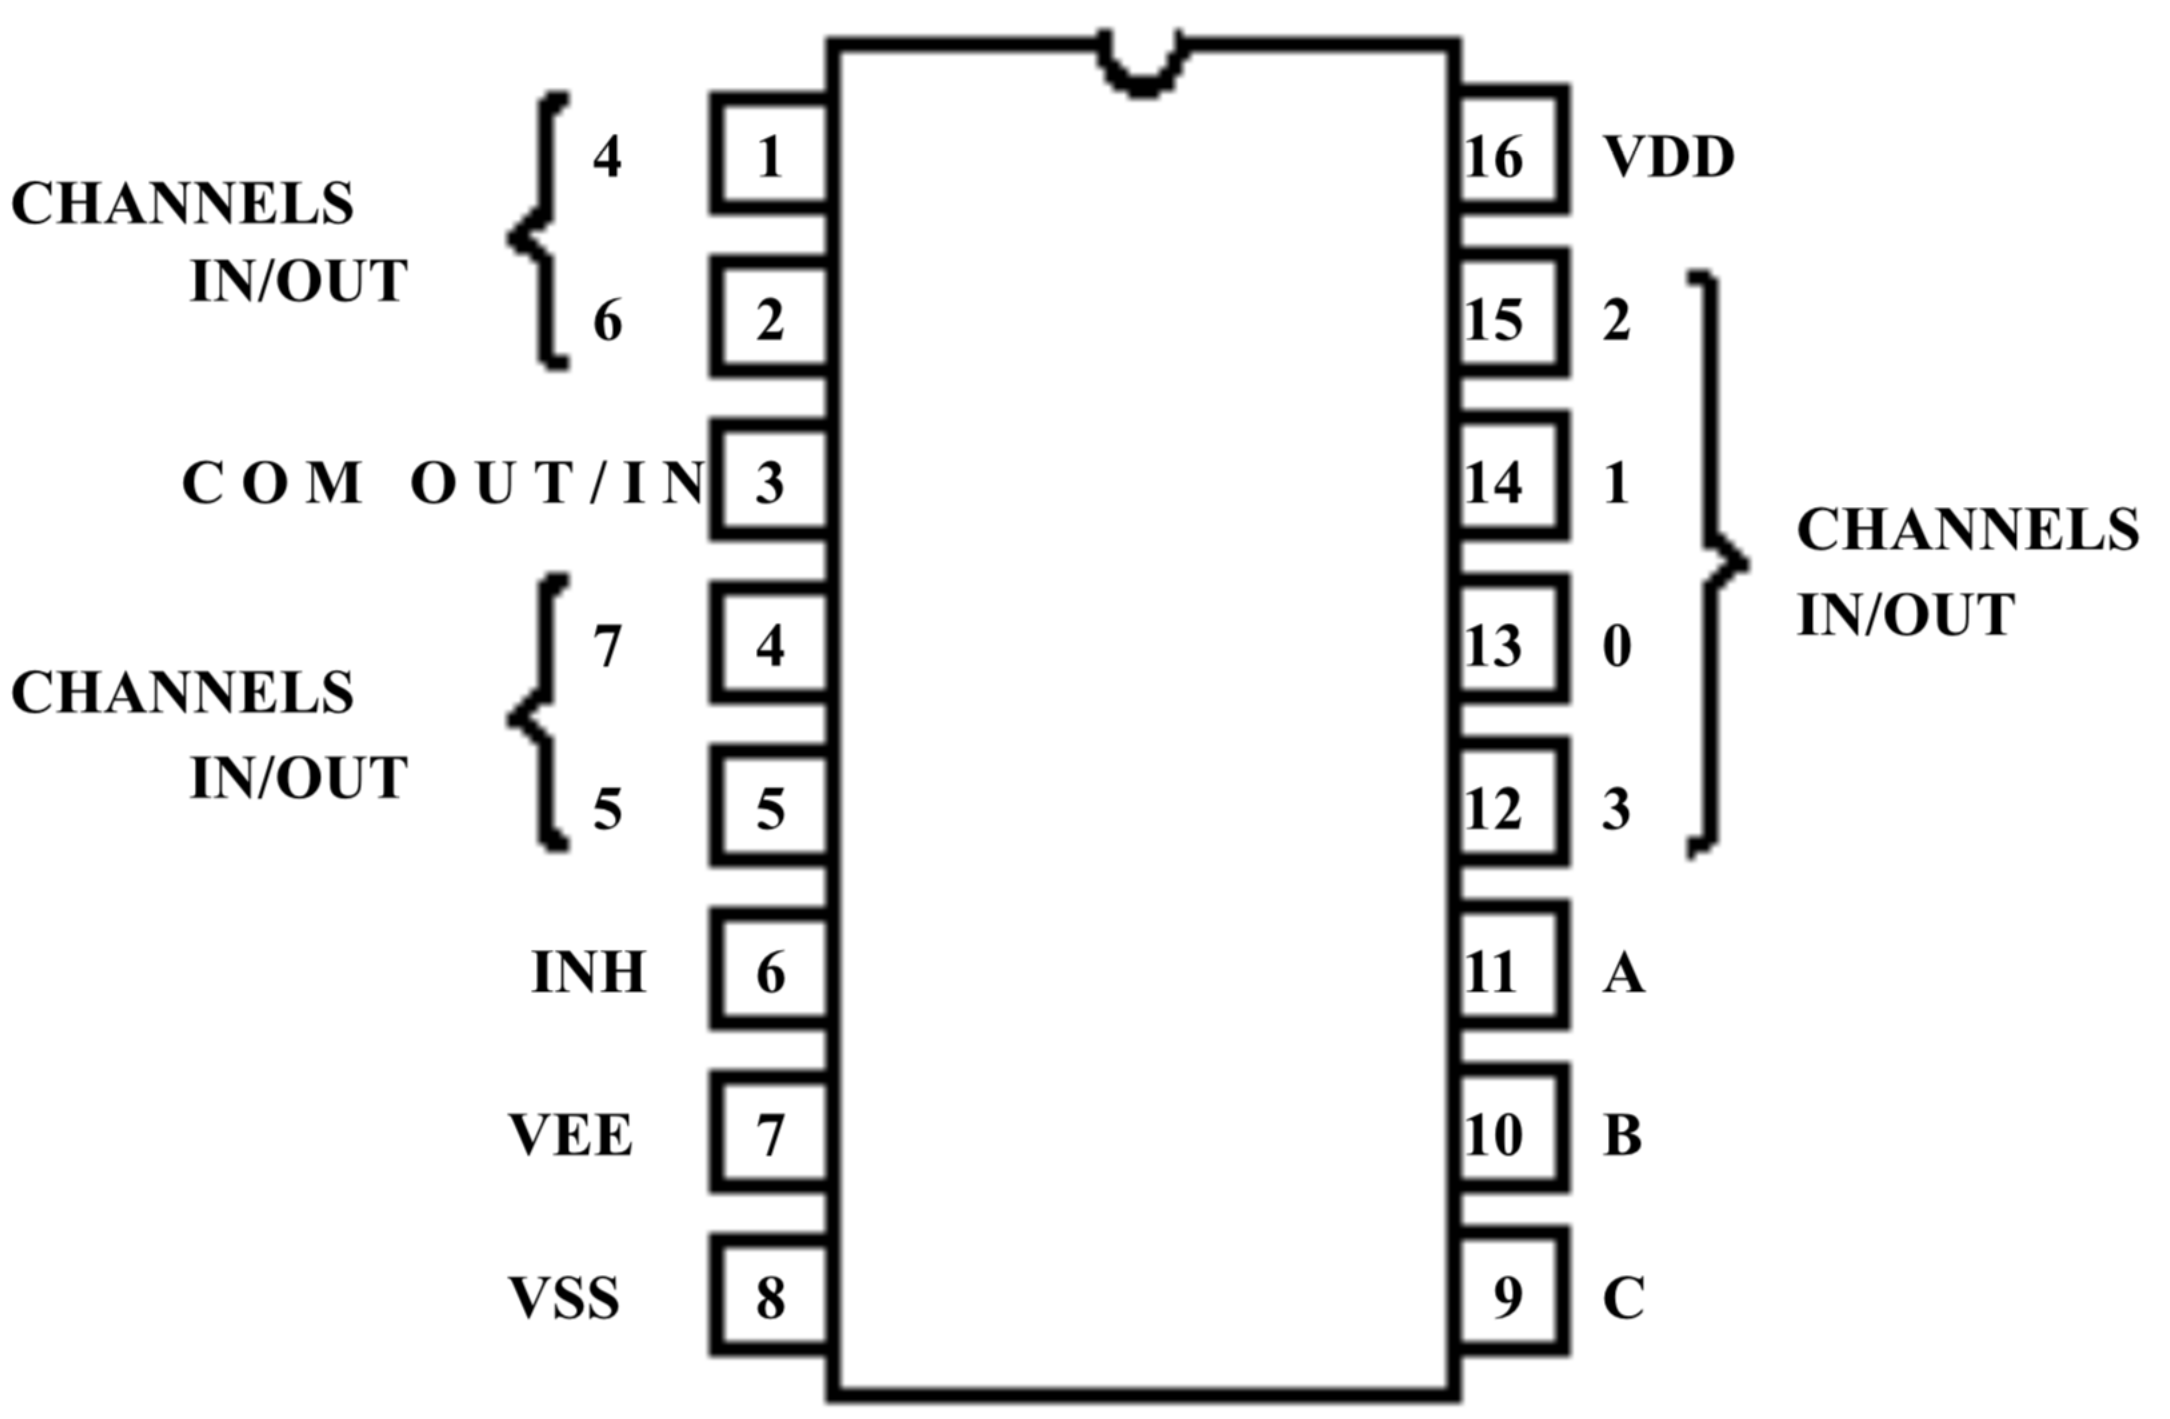 4 1 16 VDD
CHANNELS
IN/OUT
6 2 15 2
COM OUT/IN 3 14 1
CHANNELS
IN/OUT
7 4 13 0
CHANNELS
IN/OUT
5 5 12 3
INH 6 11 A
VEE 7 10 B
VSS 8 9 C